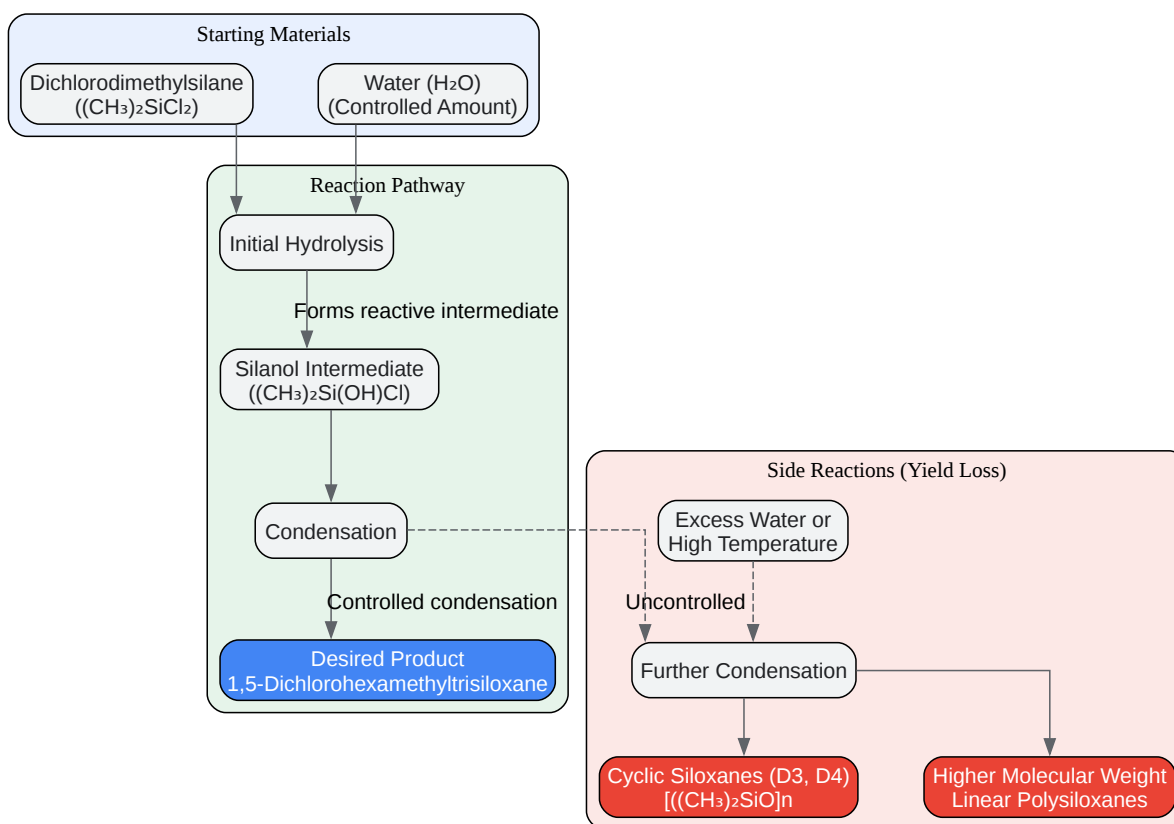 Starting Materials
Dichlorodimethylsilane
((CH₃)₂SiCl₂)
Water (H₂O)
(Controlled Amount)
Reaction Pathway
Initial Hydrolysis
Forms reactive intermediate
Silanol Intermediate
((CH₃)₂Si(OH)Cl)
Condensation
Controlled condensation
Desired Product
1,5-Dichlorohexamethyltrisiloxane
Side Reactions (Yield Loss)
Excess Water or
High Temperature
Uncontrolled
Further Condensation
Cyclic Siloxanes (D3, D4)
[((CH₃)₂SiO]n
Higher Molecular Weight
Linear Polysiloxanes